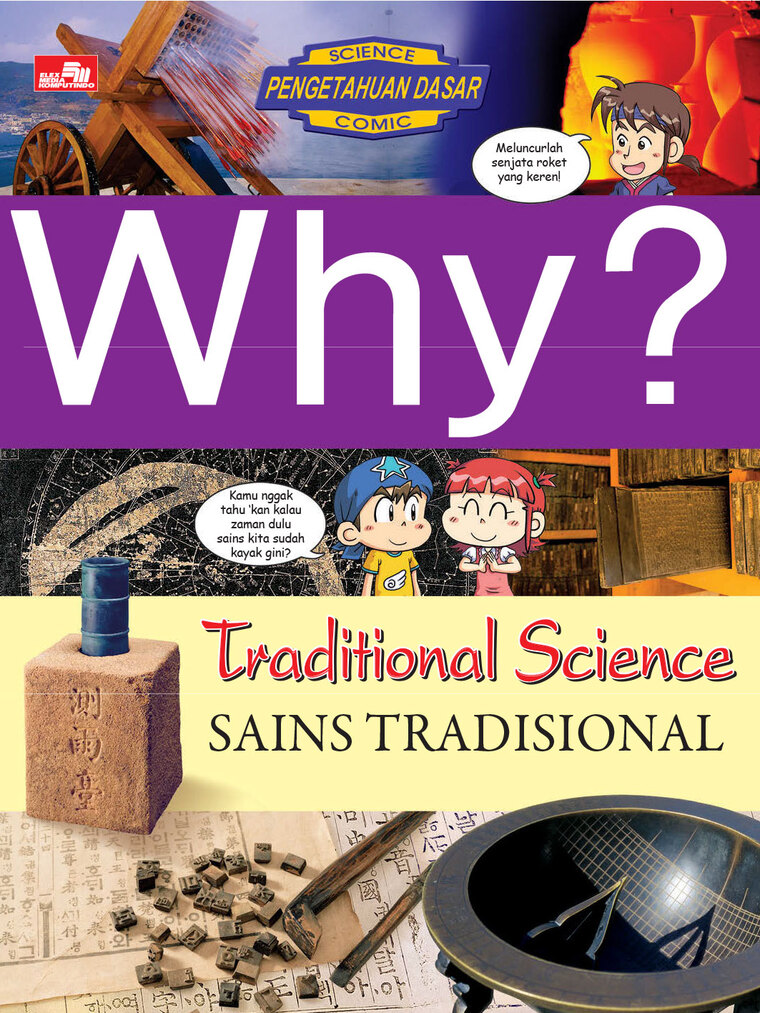 ELEX
MEDIA
KOMPUTINDO
SCIENCE
PENGETAHUAN DASAR
COMIC
Meluncurlah
senjata roket
yang keren!
Why?
Kamu nggak
tahu ‘kan kalau
zaman dulu
sains kita sudah
kayak gini?
Traditional Science
SAINS TRADISIONAL
測
雨
臺